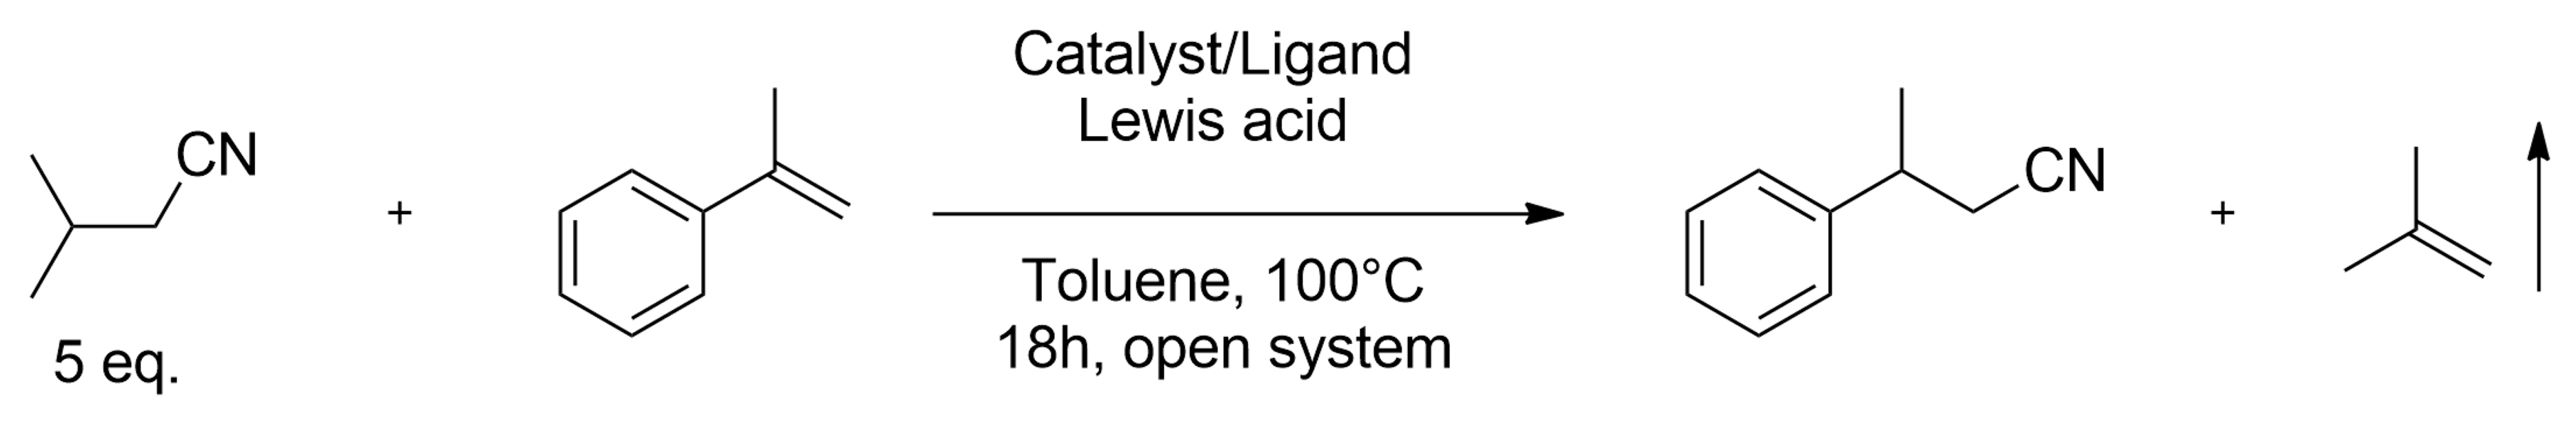 CN
5 eq.
+
Catalyst/Ligand
Lewis acid
Toluene, 100°C
18h, open system
CN
+